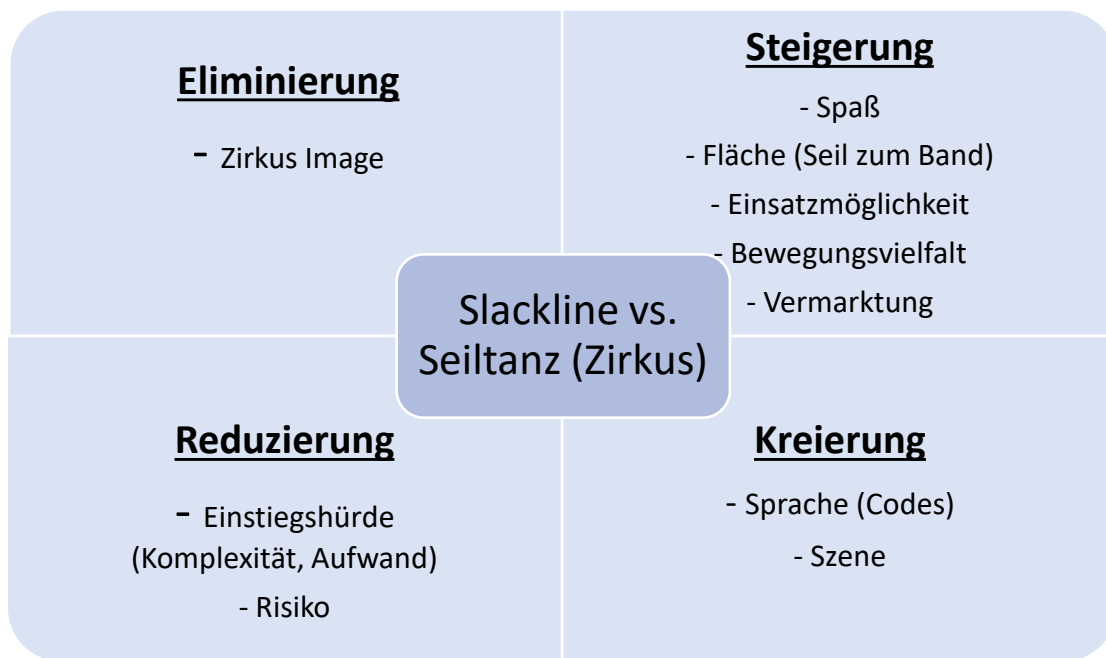 Eliminierung
- Zirkus Image
Steigerung
- Spaß
- Fläche (Seil zum Band)
- Einsatzmöglichkeit
- Bewegungsvielfalt
- Vermarktung
Slackline vs.
Seiltanz (Zirkus)
Reduzierung
- Einstiegshürde
(Komplexität, Aufwand)
- Risiko
Kreierung
- Sprache (Codes)
- Szene